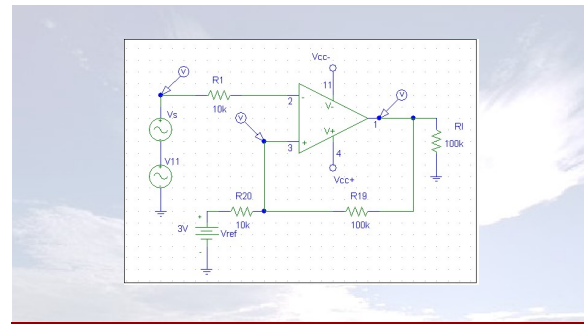 Vcc-
R1
11
V-
2
-
10k
Vs
1
Rl
100k
V+
3
+
4
V11
Vcc+
R20
R19
+
3V
Vref
10k
100k
-
V
V
V